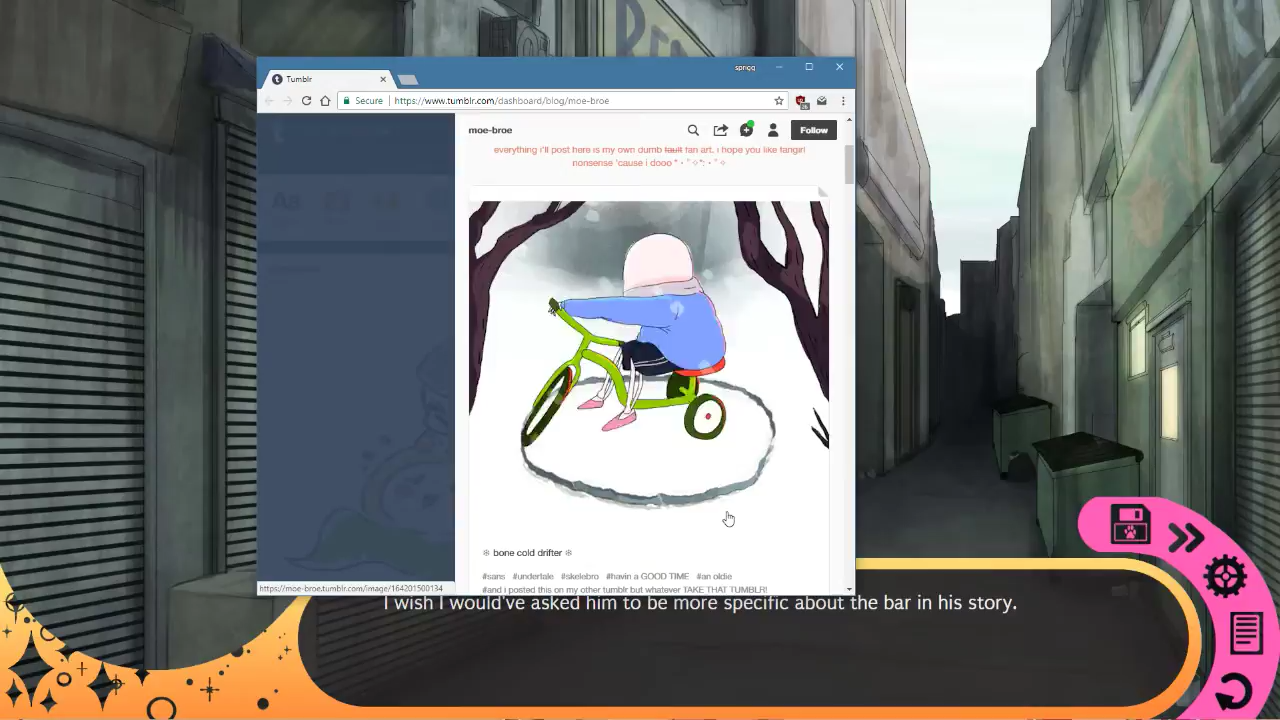 sprigg
Tumblr
Secure
https://www.tumblr.com/dashboard/blog/moe-broe
moe-broe
Follow
everything i'll post here is my own dumb fault fan art. i hope you like fangirl
nonsense 'cause i dooo * • ˚✧*: • ˚✧
Aa
❄ bone cold drifter ❄
#sans #undertale #skelebro #havin a GOOD TIME #an oldie
#and i posted this on my other tumblr but whatever TAKE THAT TUMBLR!
https://moe-broe.tumblr.com/image/164201500134
I wish I would've asked him to be more specific about the bar in his story.